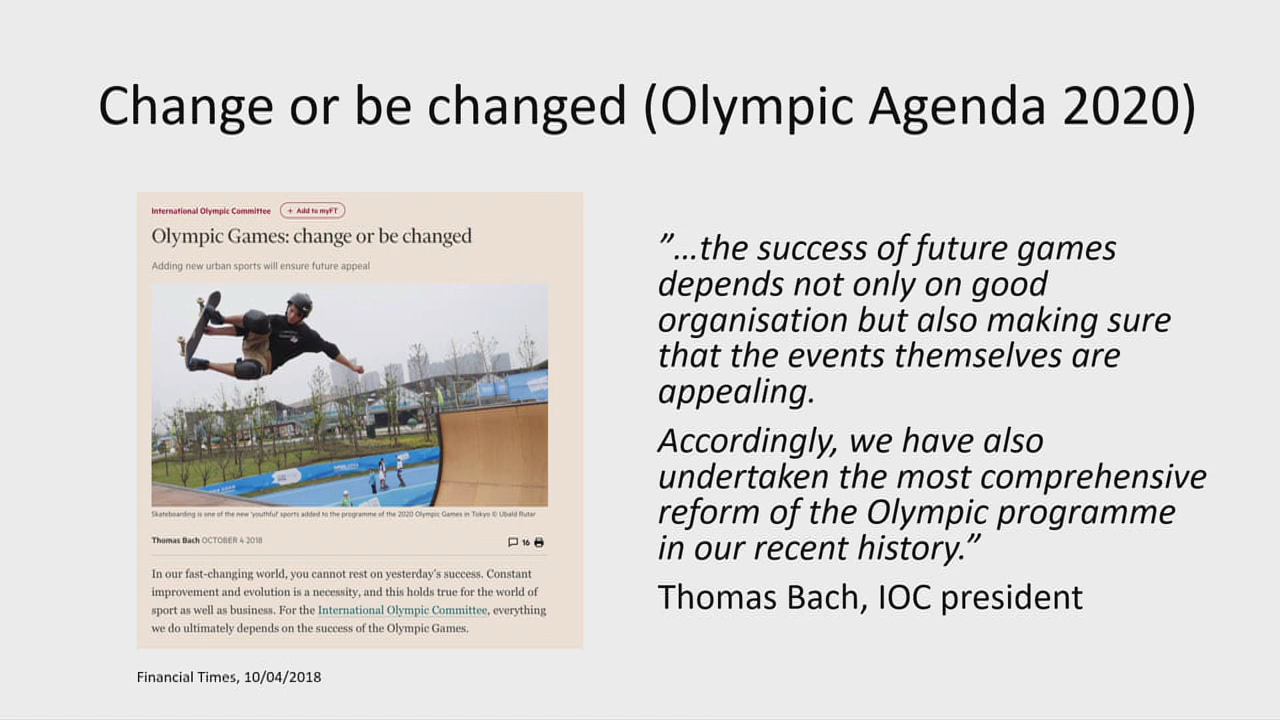 Change or be changed (Olympic Agenda 2020)
International Olympic Committee
+ Add to myFT
Olympic Games: change or be changed
Adding new urban sports will ensure future appeal
Skateboarding is one of the new 'youthful' sports added to the programme of the 2020 Olympic Games in Tokyo © Ubald Rutar
Thomas Bach OCTOBER 4 2018
16
In our fast-changing world, you cannot rest on yesterday's success. Constant
improvement and evolution is a necessity, and this holds true for the world of
sport as well as business. For the International Olympic Committee, everything
we do ultimately depends on the success of the Olympic Games.
Financial Times, 10/04/2018
"...the success of future games
depends not only on good
organisation but also making sure
that the events themselves are
appealing.
Accordingly, we have also
undertaken the most comprehensive
reform of the Olympic programme
in our recent history."
Thomas Bach, IOC president